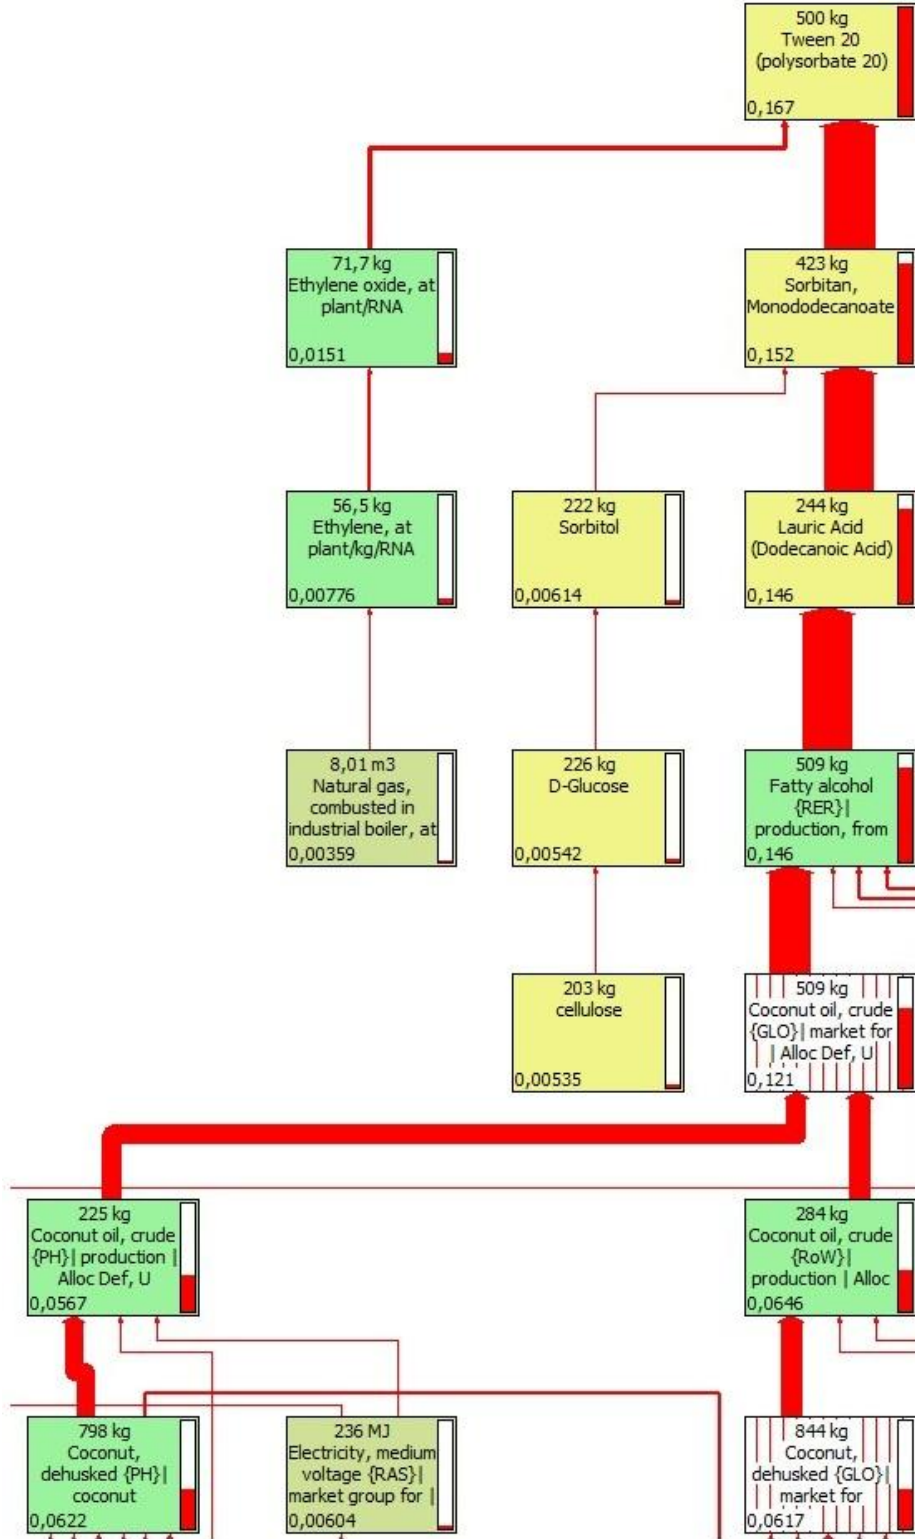 500 kg
Tween 20
(polysorbate 20)
0,167
71,7 kg
Ethylene oxide, at
plant/RNA
0,0151
423 kg
Sorbitan,
Monododecanoate
0,152
56,5 kg
Ethylene, at
plant/kg/RNA
0,00776
222 kg
Sorbitol
0,00614
244 kg
Lauric Acid
(Dodecanoic Acid)
0,146
8,01 m3
Natural gas,
combusted in
industrial boiler, at
0,00359
226 kg
D-Glucose
0,00542
509 kg
Fatty alcohol
{RER}|
production, from
0,146
203 kg
cellulose
0,00535
509 kg
Coconut oil, crude
{GLO}| market for
| Alloc Def, U
0,121
225 kg
Coconut oil, crude
{PH}| production |
Alloc Def, U
0,0567
284 kg
Coconut oil, crude
{RoW}|
production | Alloc
0,0646
798 kg
Coconut,
dehusked {PH}|
coconut
0,0622
236 MJ
Electricity, medium
voltage {RAS}|
market group for |
0,00604
844 kg
Coconut,
dehusked {GLO}|
market for
0,0617